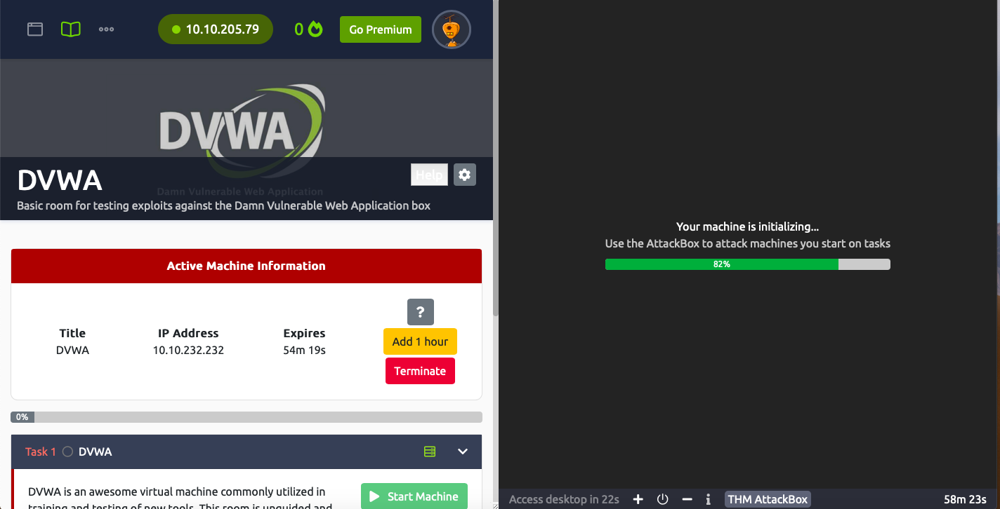 10.10.205.79
0
Go Premium
DVWA
Damn Vulnerable Web Application
DVWA
Help
Basic room for testing exploits against the Damn Vulnerable Web Application box
Active Machine Information
?
Title
IP Address
Expires
DVWA
10.10.232.232
54m 19s
Add 1 hour
Terminate
0%
Task 1
DVWA
DVWA is an awesome virtual machine commonly utilized in
training and testing of new tools. This room is unguided and
Start Machine
Your machine is initializing...
Use the AttackBox to attack machines you start on tasks
82%
Access desktop in 22s
THM AttackBox
58m 23s